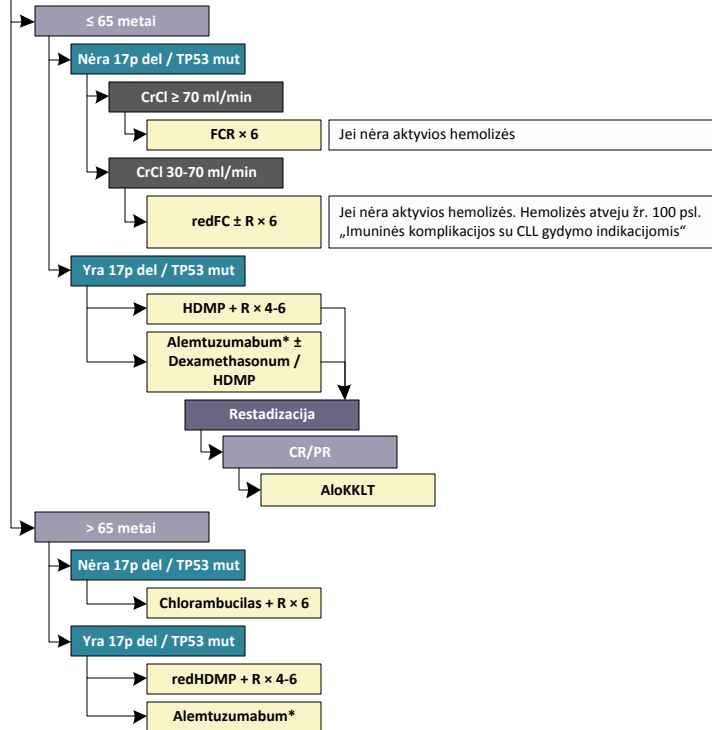 ≤ 65 metai
Nėra 17p del / TP53 mut
CrCl ≥ 70 ml/min
FCR × 6
Jei nėra aktyvios hemolizės
CrCl 30-70 ml/min
redFC ± R × 6
Jei nėra aktyvios hemolizės. Hemolizės atveju žr. 100 psl.
„Imuninės komplikacijos su CLL gydymo indikacijomis“
Yra 17p del / TP53 mut
HDMP + R × 4-6
Alemtuzumabum* ±
Dexamethasonum /
HDMP
Restadizacija
CR/PR
AloKKLT
> 65 metai
Nėra 17p del / TP53 mut
Chlorambucilas + R × 6
Yra 17p del / TP53 mut
redHDMP + R × 4-6
Alemtuzumabum*